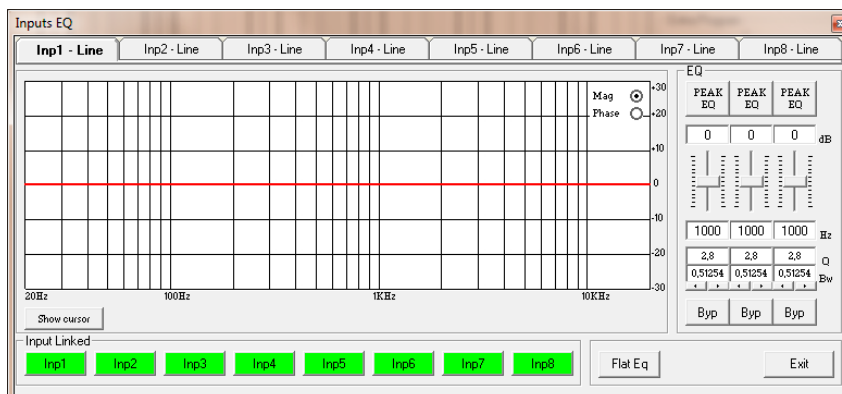 Inputs EQ
Inp1 - Line Inp2 - Line Inp3 - Line Inp4 - Line Inp5 - Line Inp6 - Line Inp7 - Line Inp8 - Line
Mag
Phase
+30
+20
+10
0
-10
-20
-30
20Hz 100Hz 1KHz 10KHz
Show cursor
EQ
PEAK EQ PEAK EQ PEAK EQ
0 0 0 dB
1000 1000 1000 Hz
2,8 2,8 2,8 Q
0,51254 0,51254 0,51254 Bw
Byp Byp Byp
Input Linked
Inp1 Inp2 Inp3 Inp4 Inp5 Inp6 Inp7 Inp8
Flat Eq Exit